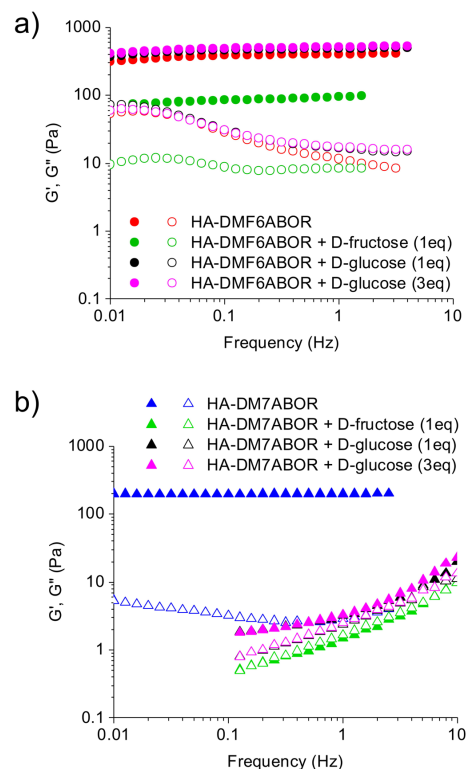 a)
1000
100
10
1
0.1
G', G'' (Pa)
HA-DMF6ABOR
HA-DMF6ABOR + D-fructose (1eq)
HA-DMF6ABOR + D-glucose (1eq)
HA-DMF6ABOR + D-glucose (3eq)
0.01 0.1 1 10
Frequency (Hz)
b)
HA-DM7ABOR
HA-DM7ABOR + D-fructose (1eq)
HA-DM7ABOR + D-glucose (1eq)
HA-DM7ABOR + D-glucose (3eq)
1000
100
10
1
0.1
G', G'' (Pa)
0.01 0.1 1 10
Frequency (Hz)